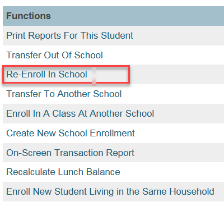 Functions
Print Reports For This Student
Transfer Out Of School
Re-Enroll In School
Transfer To Another School
Enroll In A Class At Another School
Create New School Enrollment
On-Screen Transaction Report
Recalculate Lunch Balance
Enroll New Student Living in the Same Household